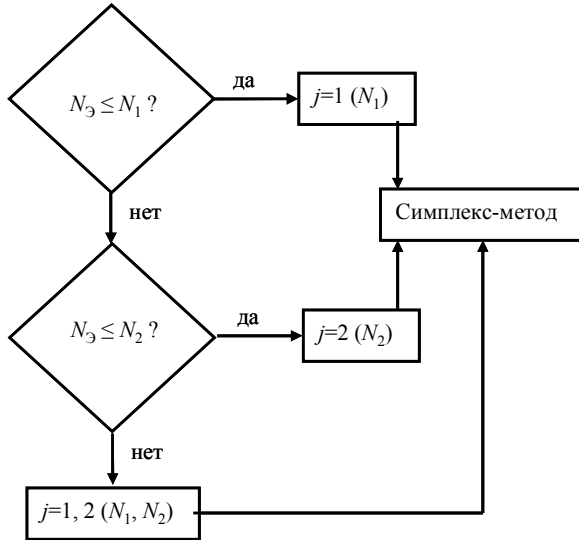 да
N_Э ≤ N_1 ?
j=1 (N_1)
нет
Симплекс-метод
N_Э ≤ N_2 ?
да
j=2 (N_2)
нет
j=1, 2 (N_1, N_2)